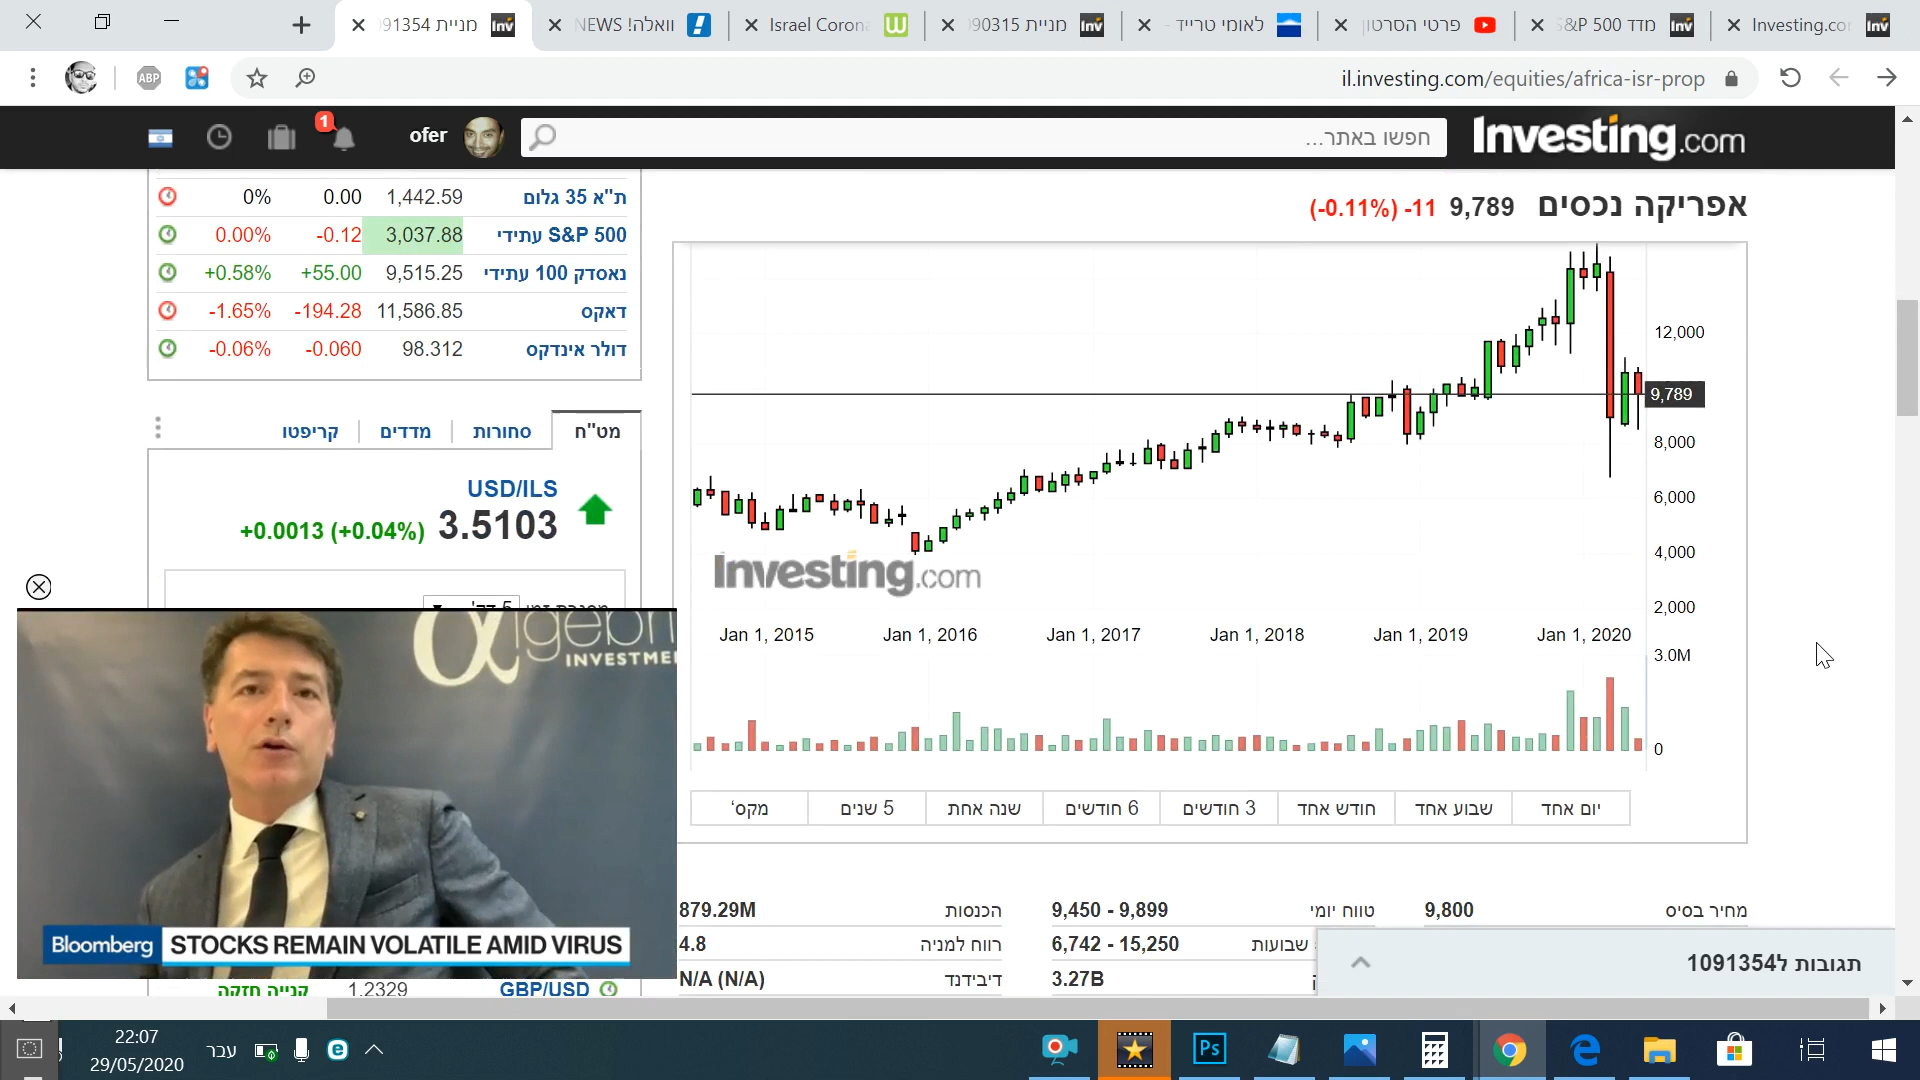 מניית 091354
וואלה! NEWS
Israel Corona
מניית 090315
לאומי טרייד -
פרטי הסרטון
מדד S&P 500
Investing.co
ABP
il.investing.com/equities/africa-isr-prop
1
ofer
חפשו באתר...
Investing.com
ת"א 35 גלום 1,442.59 0.00 0%
S&P 500 עתידי 3,037.88 -0.12 0.00%
נאסדק 100 עתידי 9,515.25 +55.00 +0.58%
דאקס 11,586.85 -194.28 -1.65%
דולר אינדקס 98.312 -0.060 -0.06%
מט"ח סחורות מדדים קריפטו
USD/ILS
3.5103 +0.0013 (+0.04%)
אפריקה נכסים 9,789 -11 (-0.11%)
12,000
9,789
8,000
6,000
4,000
2,000
Investing.com
Jan 1, 2015 Jan 1, 2016 Jan 1, 2017 Jan 1, 2018 Jan 1, 2019 Jan 1, 2020
3.0M
0
יום אחד שבוע אחד חודש אחד 3 חודשים 6 חודשים שנה אחת 5 שנים מקס'
מחיר בסיס 9,800
טווח יומי 9,450 - 9,899
הכנסות 879.29M
שבועות 6,742 - 15,250
רווח למניה 4.8
3.27B
דיבידנד N/A (N/A)
תגובות ל1091354
INVESTME
Bloomberg STOCKS REMAIN VOLATILE AMID VIRUS
GBP/USD 1.2329 קנייה חזקה
עבר
22:07
29/05/2020
Ps